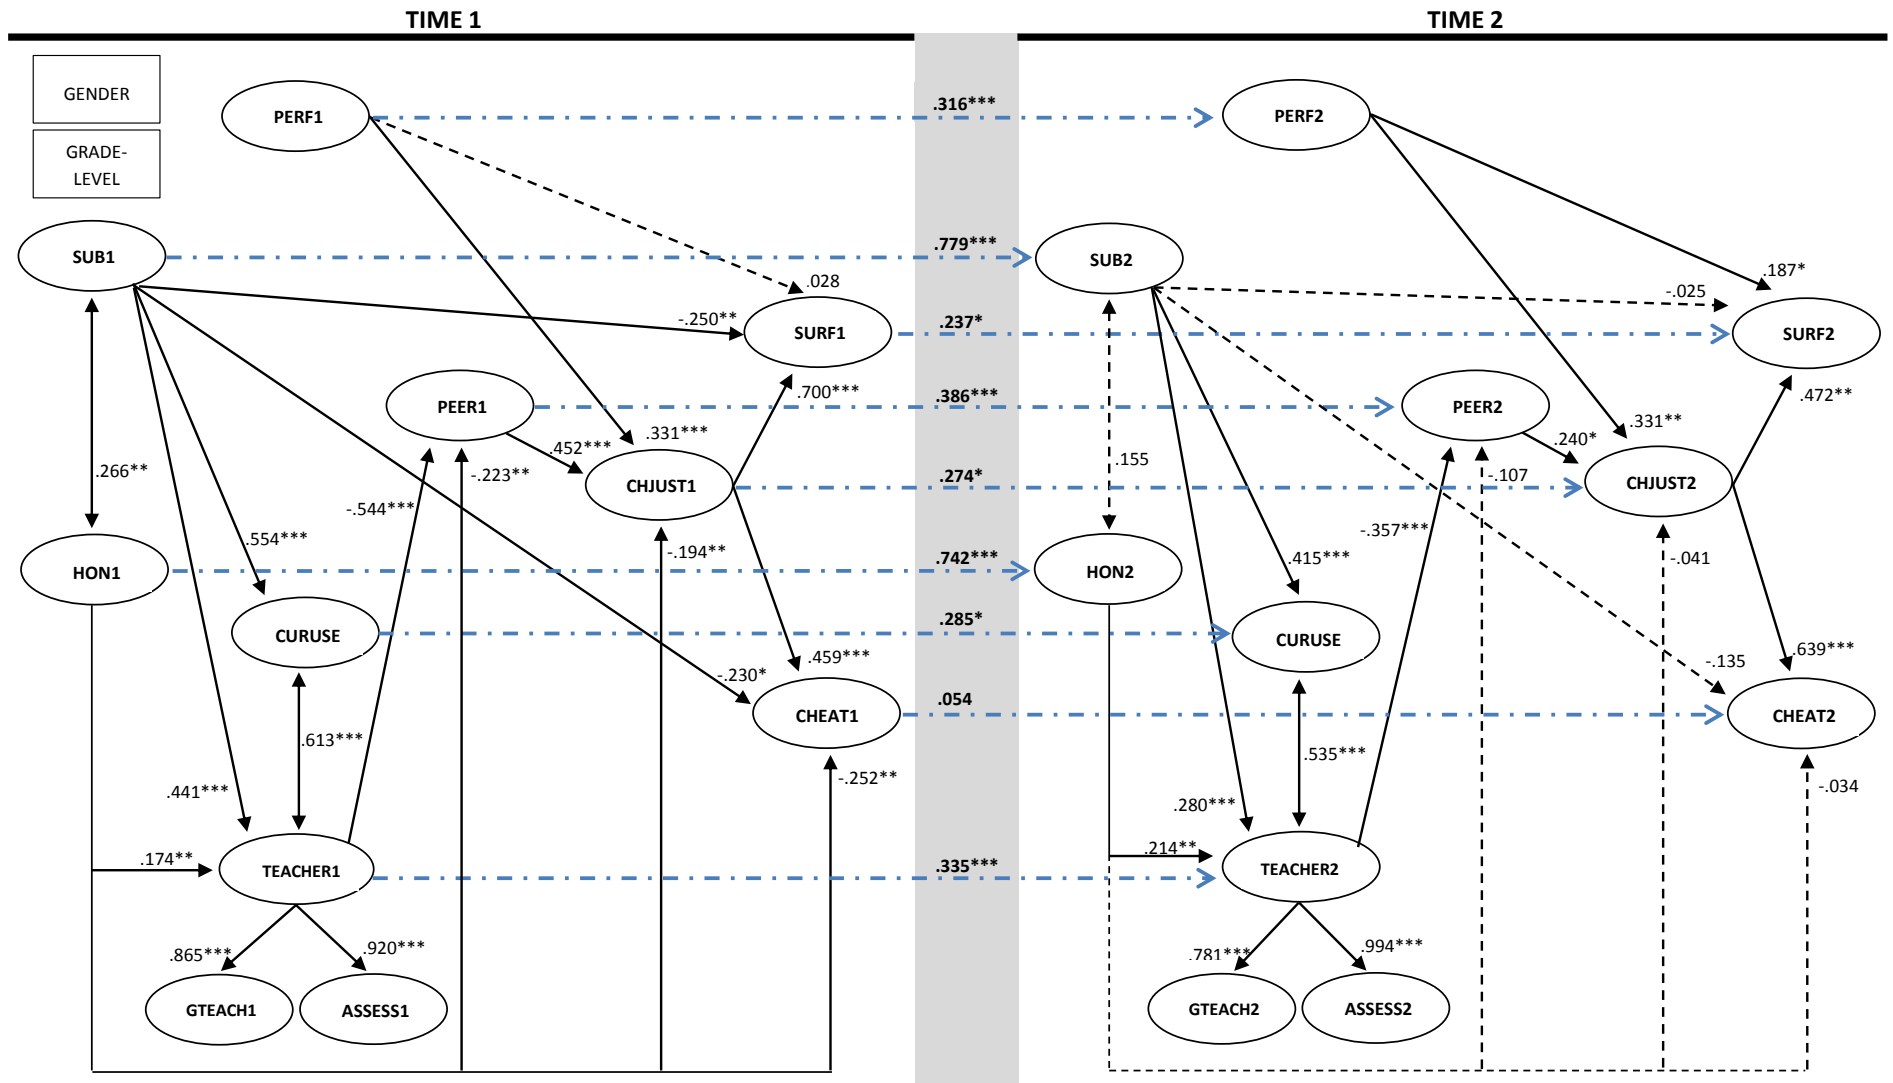 TIME 1
TIME 2
GENDER
GRADE-
LEVEL
PERF1
.316***
PERF2
SUB1
.779***
SUB2
.028
-.250**
SURF1
.237*
.187*
-.025
SURF2
PEER1
.386***
PEER2
.700***
.472**
.452***
.331***
.240*
.331**
.266**
-.223**
CHJUST1
.274*
.155
-.107
CHJUST2
-.544***
-.357***
.554***
-.194**
.415***
-.041
HON1
.742***
HON2
CURUSE
.285*
CURUSE
.459***
-.230*
.639***
-.135
CHEAT1
.054
CHEAT2
.613***
.535***
.441***
-.252**
.280***
-.034
.174**
.214**
TEACHER1
.335***
TEACHER2
.865***
.920***
.781***
.994***
GTEACH1
ASSESS1
GTEACH2
ASSESS2